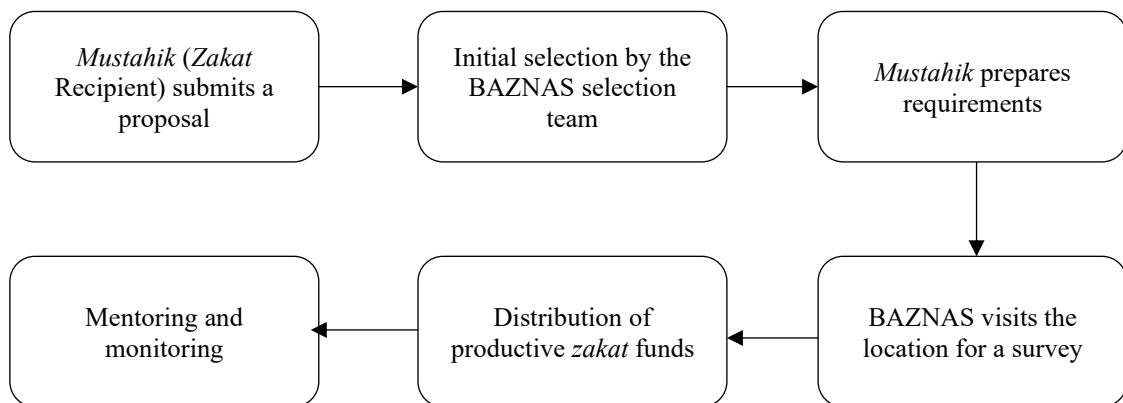 Mustahik (Zakat
Recipient) submits a
proposal
Initial selection by the
BAZNAS selection
team
Mustahik prepares
requirements
BAZNAS visits the
location for a survey
Distribution of
productive zakat funds
Mentoring and
monitoring